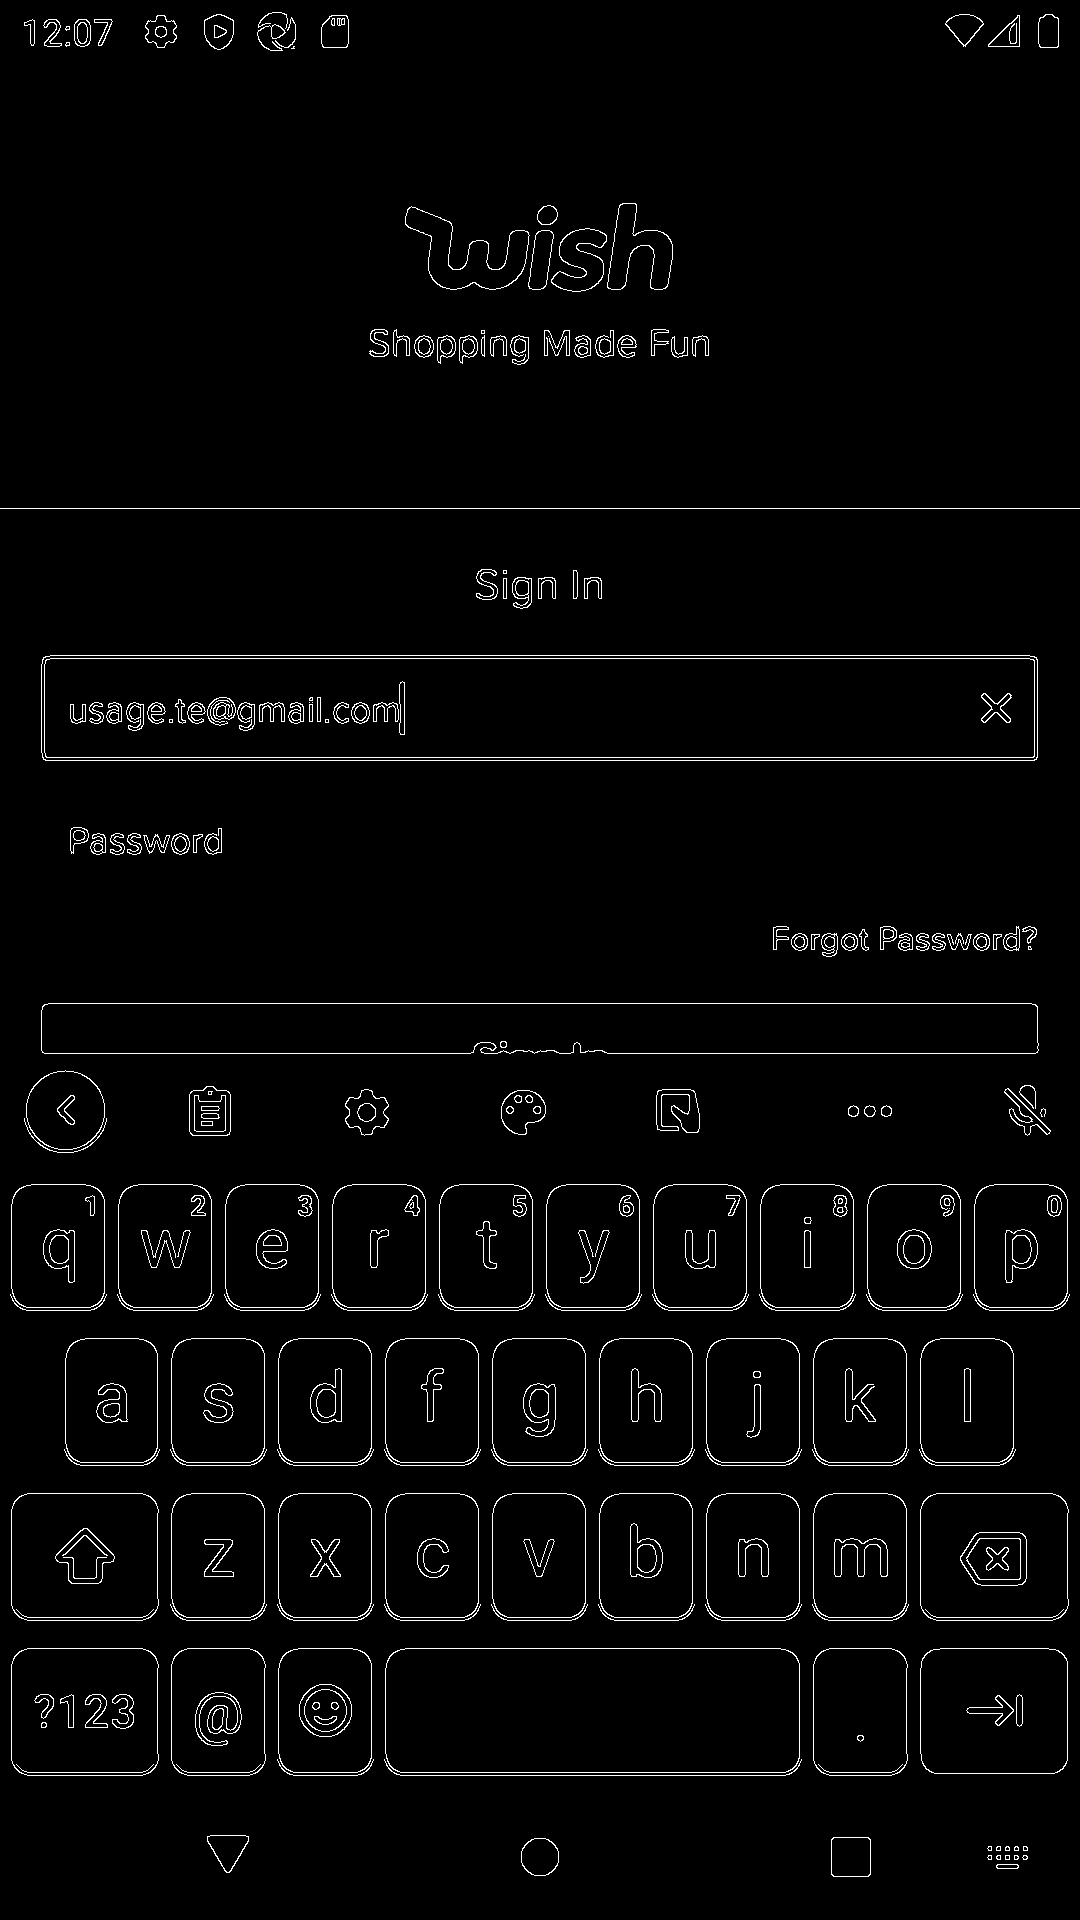 12:07
wish
Shopping Made Fun
Sign In
usage.te@gmail.com
Password
Forgot Password?
1 2 3 4 5 6 7 8 9 0
q w e r t y u i o p
a s d f g h j k l
z x c v b n m
?123 @ .